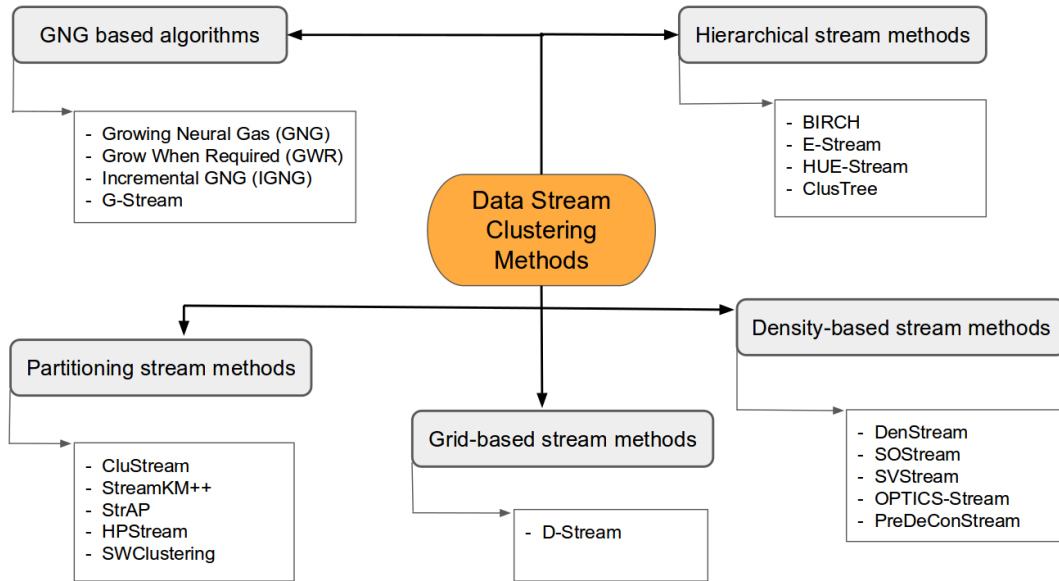 GNG based algorithms
- Growing Neural Gas (GNG)
- Grow When Required (GWR)
- Incremental GNG (IGNG)
- G-Stream
Hierarchical stream methods
- BIRCH
- E-Stream
- HUE-Stream
- ClusTree
Data Stream
Clustering
Methods
Partitioning stream methods
- CluStream
- StreamKM++
- StrAP
- HPStream
- SWClustering
Grid-based stream methods
- D-Stream
Density-based stream methods
- DenStream
- SOStream
- SVStream
- OPTICS-Stream
- PreDeConStream